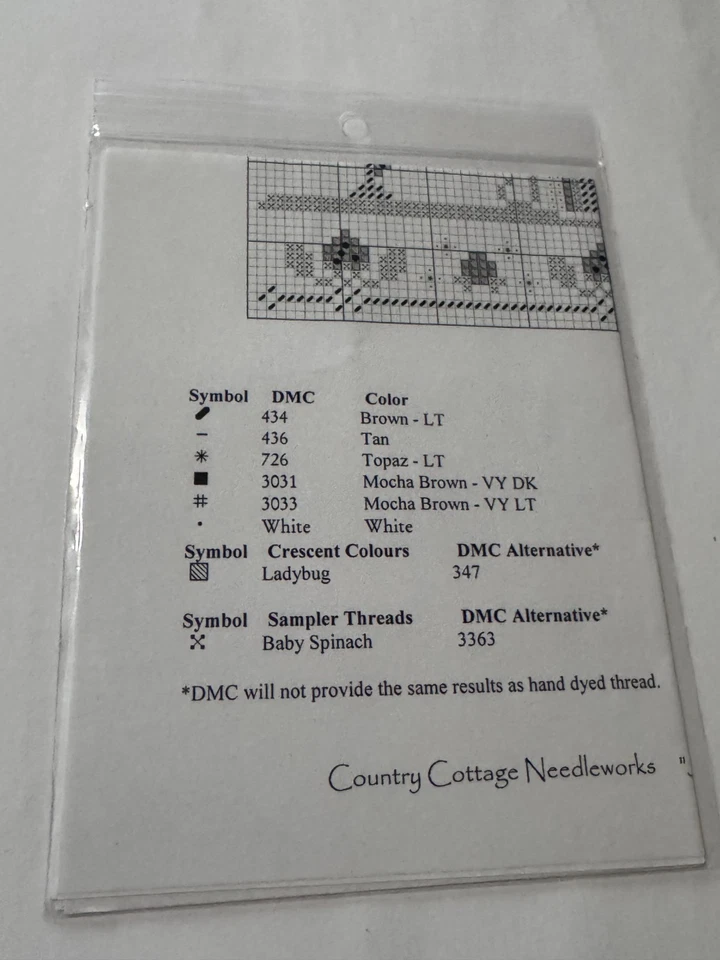 Symbol DMC Color
434 Brown - LT
- 436 Tan
* 726 Topaz - LT
■ 3031 Mocha Brown - VY DK
# 3033 Mocha Brown - VY LT
· White White
Symbol Crescent Colours DMC Alternative*
Ladybug 347
Symbol Sampler Threads DMC Alternative*
Baby Spinach 3363
*DMC will not provide the same results as hand dyed thread.
Country Cottage Needleworks "